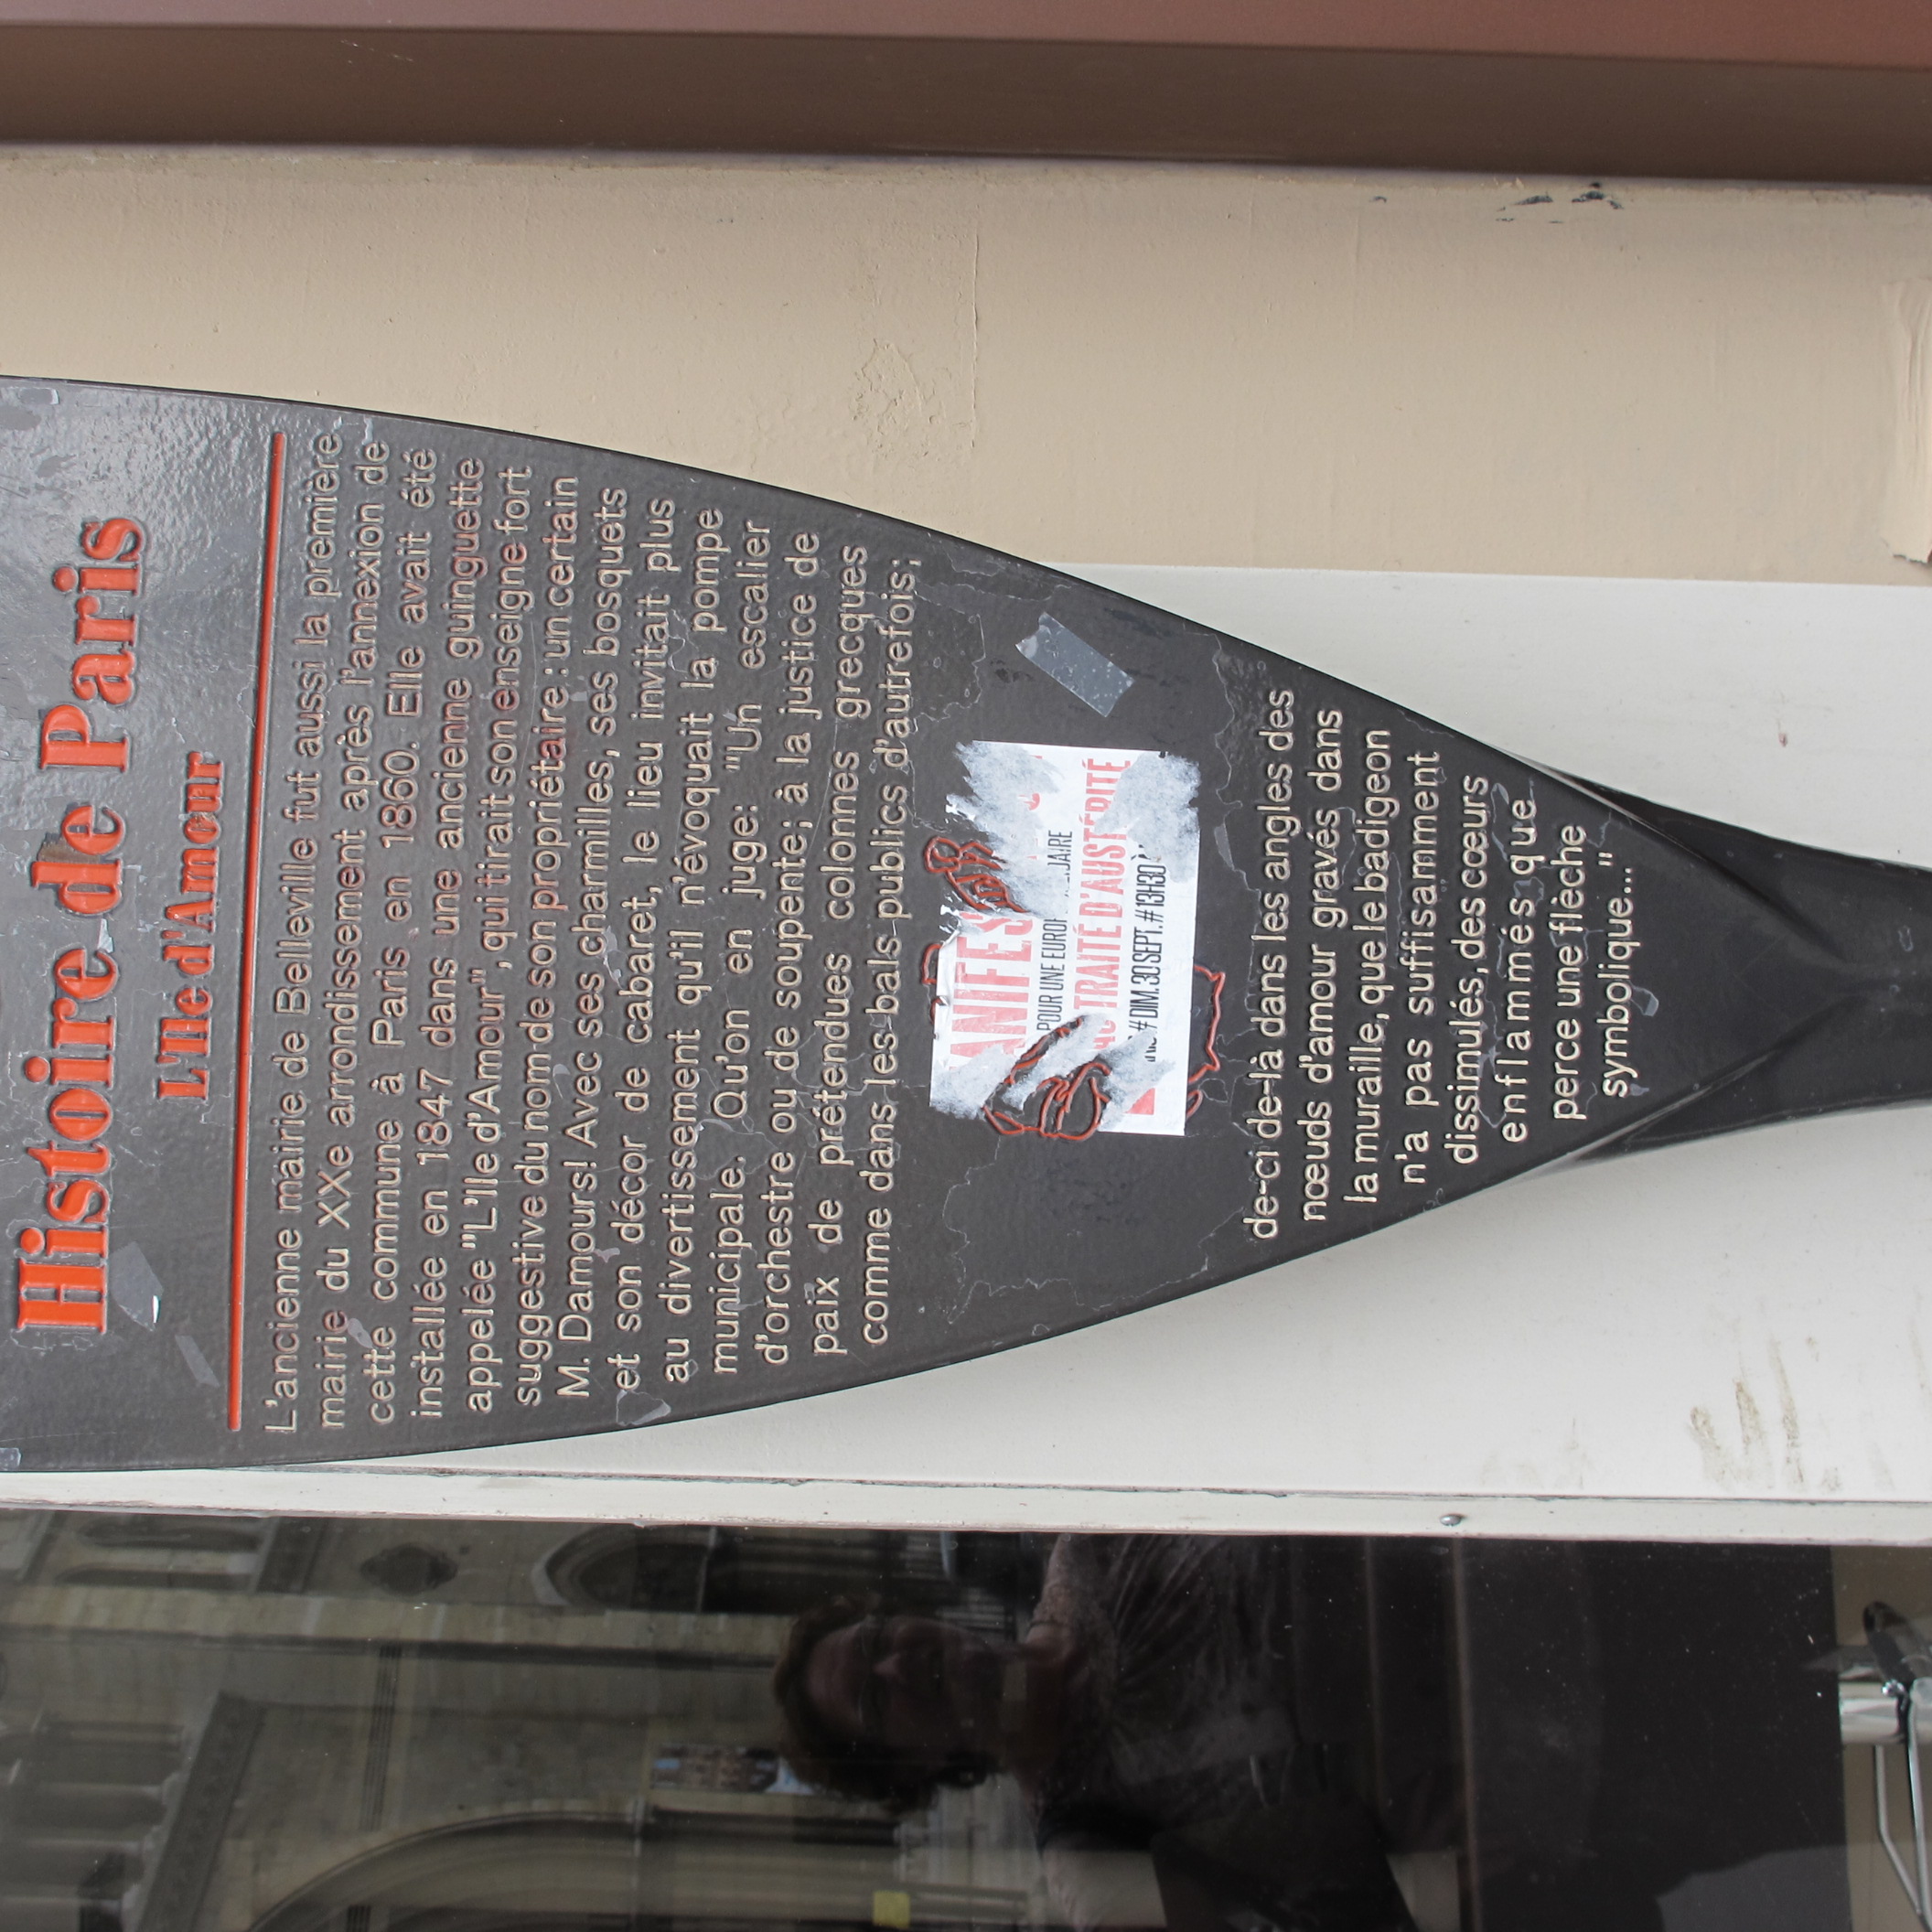 Histoire de Paris
L'Ile d'Amour
L'ancienne mairie de Belleville fut aussi la première
mairie du XXe arrondissement après l'annexion de
cette commune à Paris en 1860. Elle avait été
installée en 1847 dans une ancienne guinguette
appelée "L'Ile d'Amour", qui tirait son enseigne fort
suggestive du nom de son propriétaire : un certain
M. Damours! Avec ses charmilles, ses bosquets
et son décor de cabaret, le lieu invitait plus
au divertissement qu'il n'évoquait la pompe
municipale. Qu'on en juge: "Un escalier
d'orchestre ou de soupente; à la justice de
paix de prétendues colonnes grecques
comme dans les bals publics d'autrefois;
POUR UNE
TRAITÉ D'AUSTÉRITÉ
# DIM. 30 SEPT. # 13H30
de-ci de-là dans les angles des
nœuds d'amour gravés dans
la muraille, que le badigeon
n'a pas suffisamment
dissimulés, des cœurs
enflammés que
perce une flèche
symbolique..."